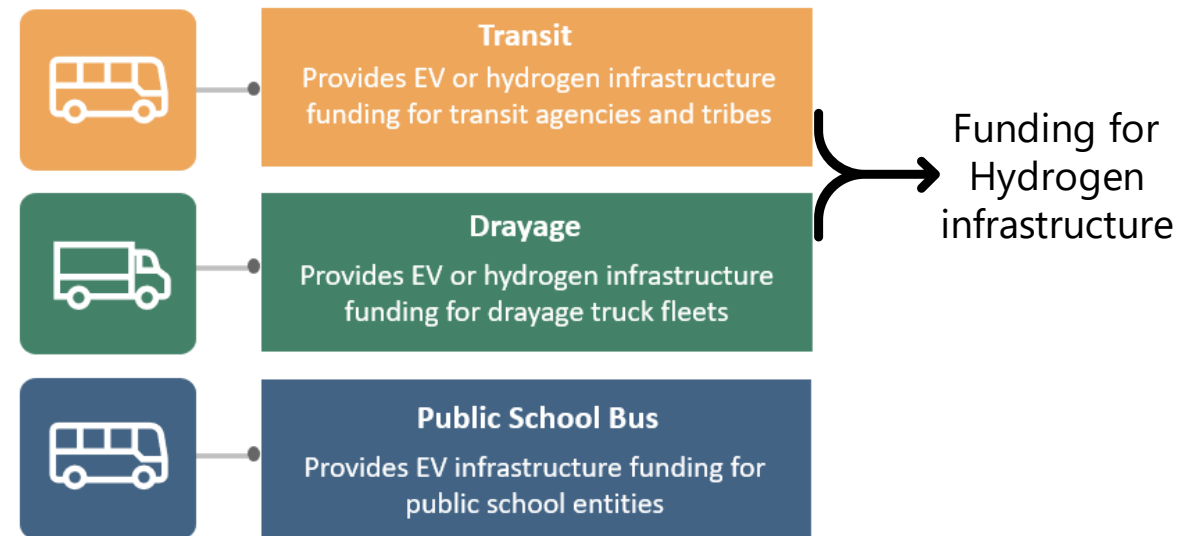 Transit
Provides EV or hydrogen infrastructure
funding for transit agencies and tribes
Funding for
Hydrogen
infrastructure
Drayage
Provides EV or hydrogen infrastructure
funding for drayage truck fleets
Public School Bus
Provides EV infrastructure funding for
public school entities